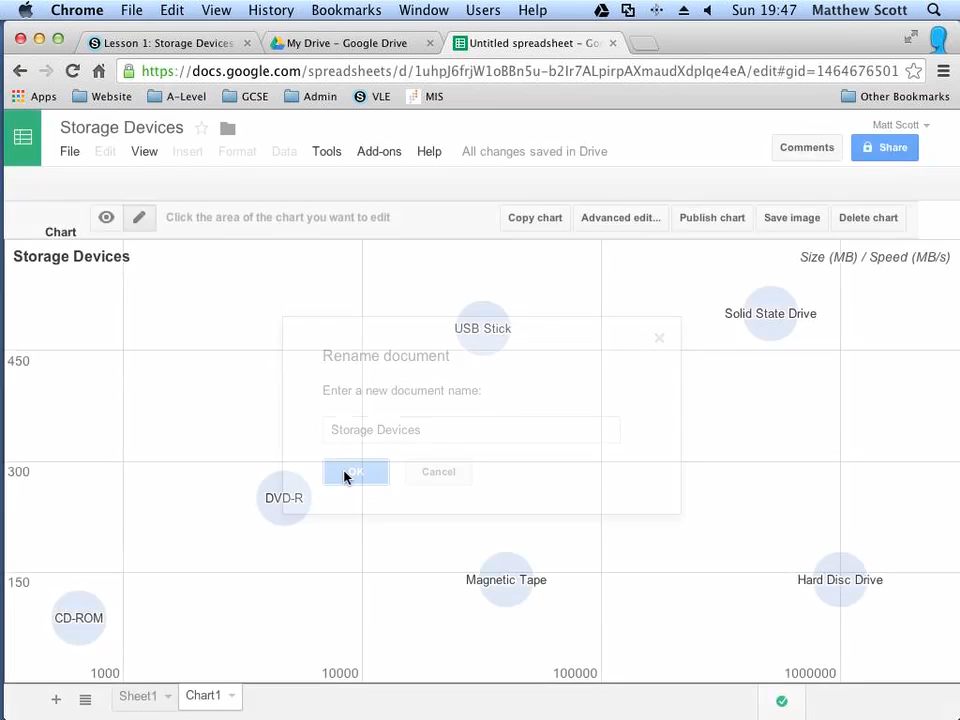 Chrome File Edit View History Bookmarks Window Users Help Sun 19:47 Matthew Scott
Lesson 1: Storage Devices My Drive – Google Drive Untitled spreadsheet – Go
https://docs.google.com/spreadsheets/d/1uhpJ6frjW1oBBn5u-b2Ir7ALpirpAXmaudXdpIqe4eA/edit#gid=1464676501
Apps Website A-Level GCSE Admin VLE MIS Other Bookmarks
Storage Devices
Matt Scott
File Edit View Insert Format Data Tools Add-ons Help All changes saved in Drive
Comments Share
Click the area of the chart you want to edit Copy chart Advanced edit... Publish chart Save image Delete chart
Chart
Storage Devices Size (MB) / Speed (MB/s)
Solid State Drive
USB Stick
Rename document
450
Enter a new document name:
Storage Devices
300 OK Cancel
DVD-R
150 Magnetic Tape Hard Disc Drive
CD-ROM
1000 10000 100000 1000000
Sheet1 Chart1